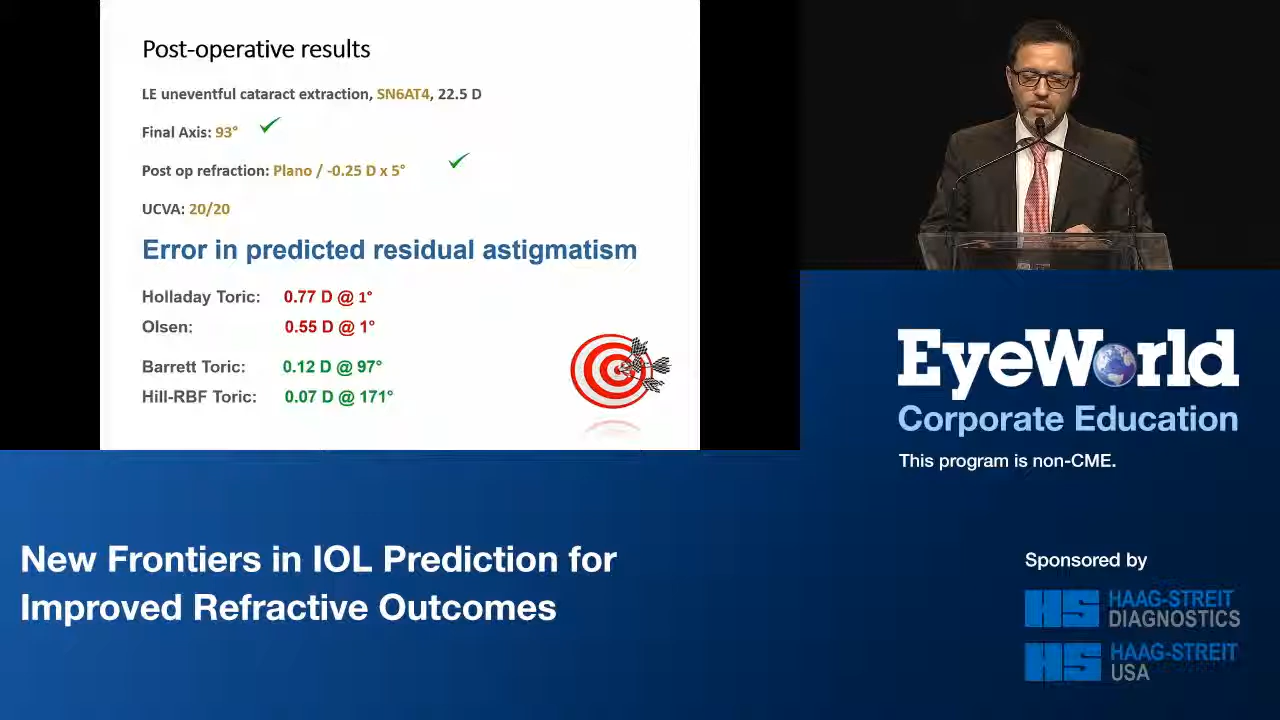 Post-operative results
LE uneventful cataract extraction, SN6AT4, 22.5 D
Final Axis: 93°
Post op refraction: Plano / -0.25 D x 5°
UCVA: 20/20
Error in predicted residual astigmatism
Holladay Toric: 0.77 D @ 1°
Olsen: 0.55 D @ 1°
Barrett Toric: 0.12 D @ 97°
Hill-RBF Toric: 0.07 D @ 171°
EyeWorld
Corporate Education
This program is non-CME.
New Frontiers in IOL Prediction for
Improved Refractive Outcomes
Sponsored by
HS HAAG-STREIT
DIAGNOSTICS
HS HAAG-STREIT
USA